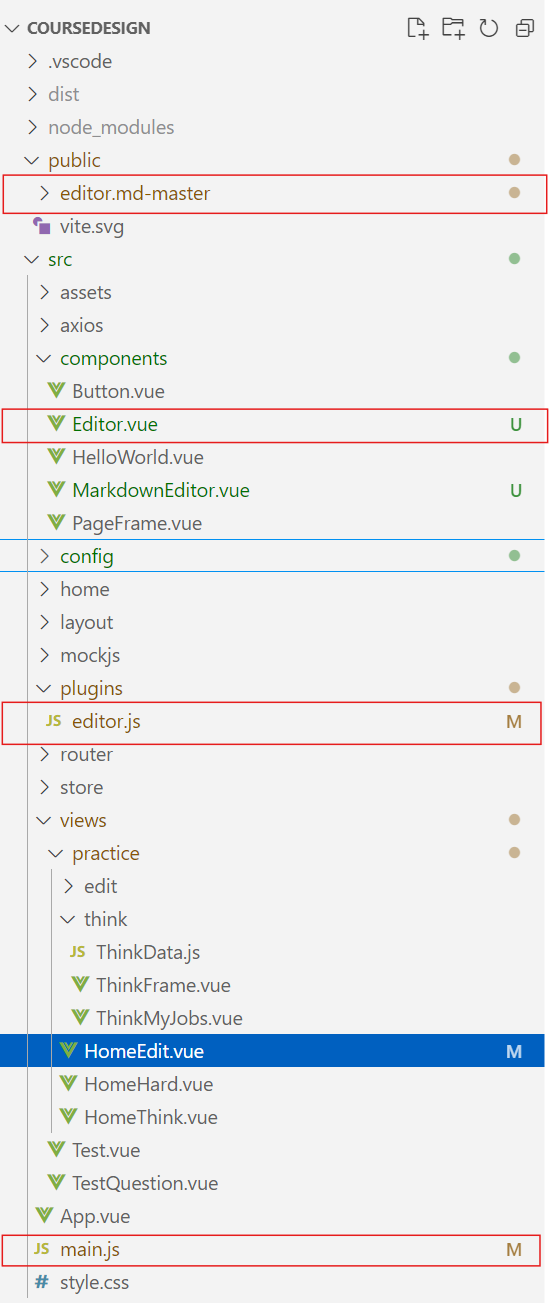 COURSEDESIGN
.vscode
dist
node_modules
public
editor.md-master
vite.svg
src
assets
axios
components
Button.vue
Editor.vue U
HelloWorld.vue
MarkdownEditor.vue U
PageFrame.vue
config
home
layout
mockjs
plugins
JS editor.js M
router
store
views
practice
edit
think
JS ThinkData.js
ThinkFrame.vue
ThinkMyJobs.vue
HomeEdit.vue M
HomeHard.vue
HomeThink.vue
Test.vue
TestQuestion.vue
App.vue
JS main.js M
# style.css